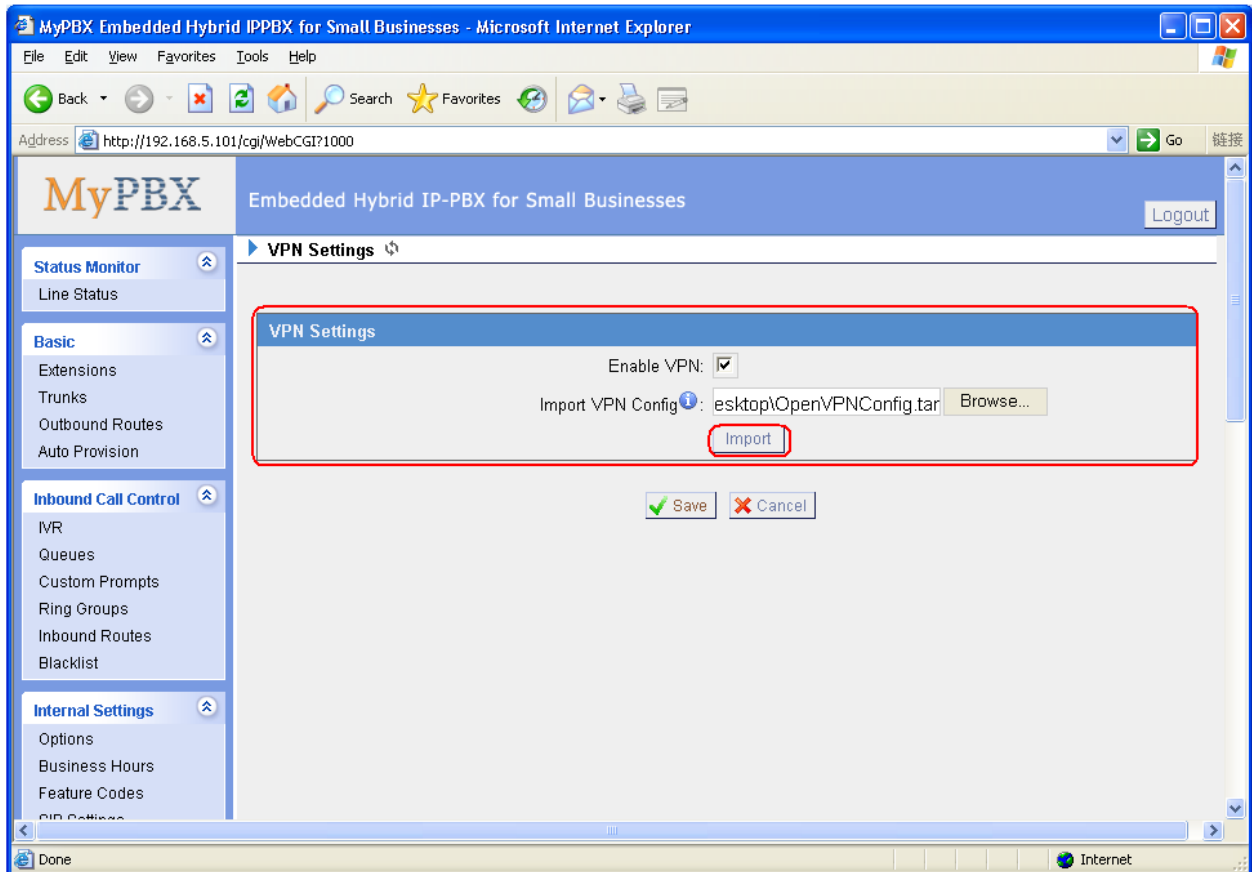 MyPBX Embedded Hybrid IPPBX for Small Businesses - Microsoft Internet Explorer
File Edit View Favorites Tools Help
Back Search Favorites
Address http://192.168.5.101/cgi/WebCGI?1000 Go 链接
MyPBX
Embedded Hybrid IP-PBX for Small Businesses
Logout
VPN Settings
Status Monitor
Line Status
Basic
Extensions
Trunks
Outbound Routes
Auto Provision
Inbound Call Control
IVR
Queues
Custom Prompts
Ring Groups
Inbound Routes
Blacklist
Internal Settings
Options
Business Hours
Feature Codes
SIP Settings
VPN Settings
Enable VPN:
Import VPN Config : esktop\OpenVPNConfig.tar Browse...
Import
Save Cancel
Done Internet